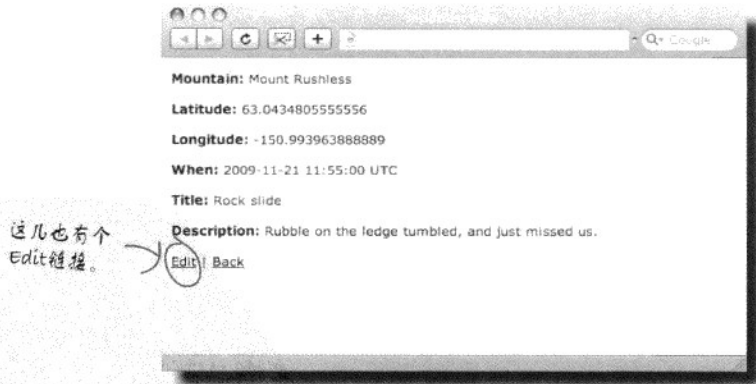 Google
Mountain: Mount Rushless
Latitude: 63.0434805555556
Longitude: -150.993963888889
When: 2009-11-21 11:55:00 UTC
Title: Rock slide
Description: Rubble on the ledge tumbled, and just missed us.
这儿也有个
Edit链接。
Edit | Back